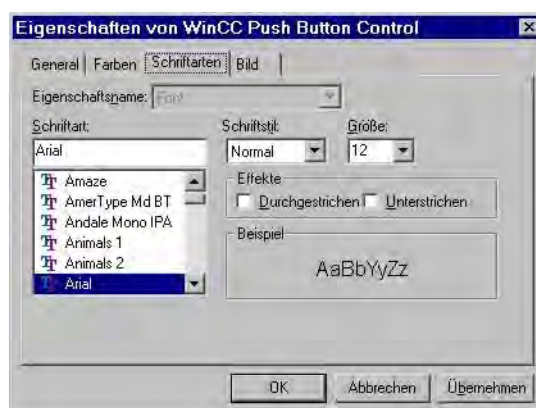 Eigenschaften von WinCC Push Button Control
General Farben Schriftarten Bild
Eigenschaftsname: Font
Schriftart: Schriftstil: Größe:
Arial Normal 12
Amaze
AmerType Md BT
Andale Mono IPA
Animals 1
Animals 2
Arial
Effekte
Durchgestrichen Unterstrichen
Beispiel
AaBbYyZz
OK Abbrechen Übernehmen